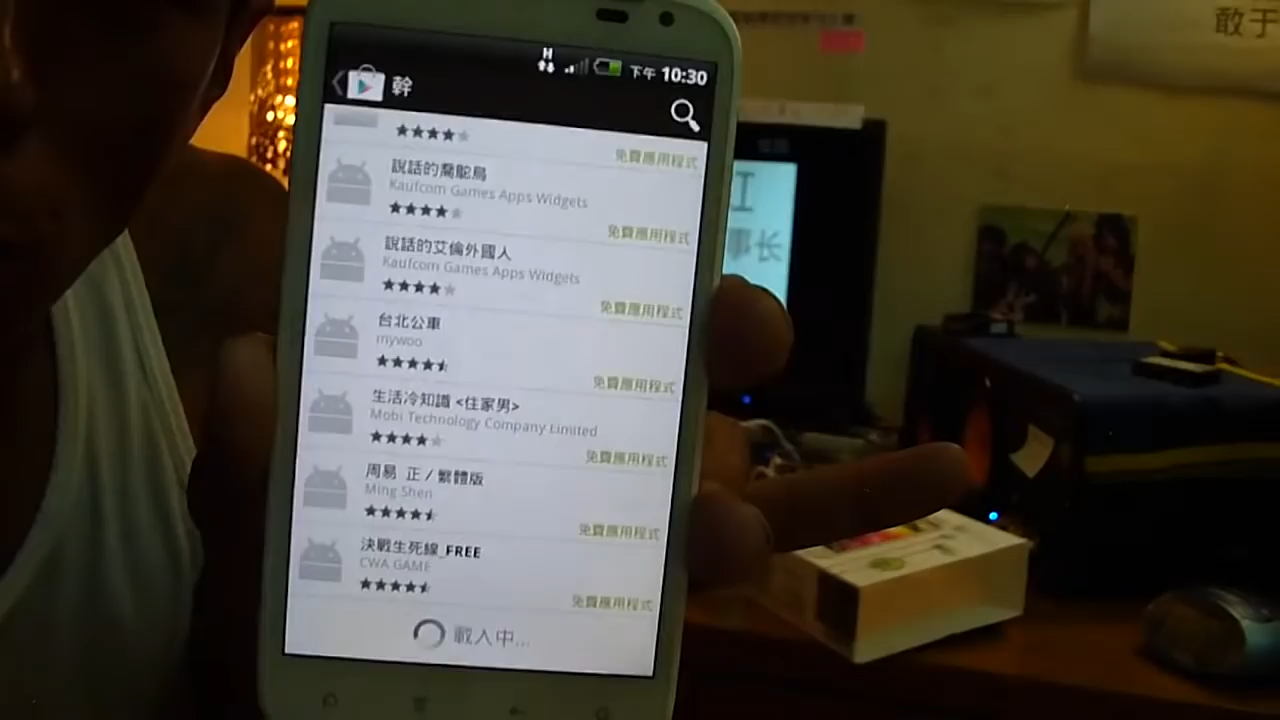 敢于
H
下午 10:30
幹
免費應用程式
說話的鴕鳥
Kaufcom Games Apps Widgets
免費應用程式
說話的艾倫外國人
Kaufcom Games Apps Widgets
免費應用程式
台北公車
mywoo
免費應用程式
生活冷知識 <住家男>
Mobi Technology Company Limited
免費應用程式
周易 正／繁體版
Ming Shen
免費應用程式
決戰生死線_FREE
CWA GAME
免費應用程式
載入中...
江
事长